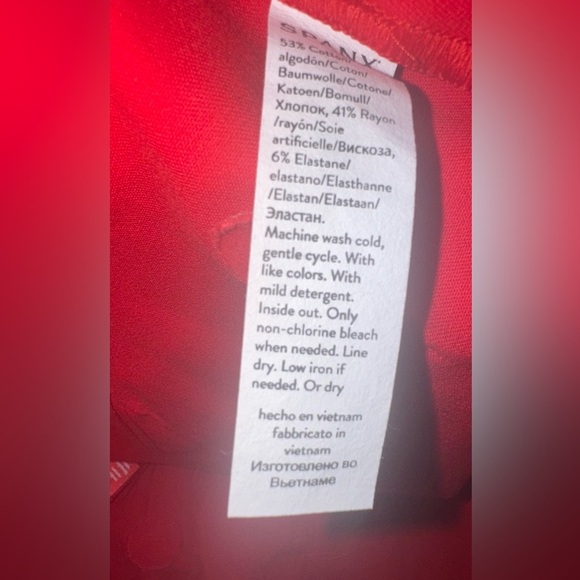 SPANX
53% Cotton/
algodón/Coton/
Baumwolle/Cotone/
Katoen/Bomull/
Хлопок, 41% Rayon
/rayón/Soie
artificielle/Вискоза,
6% Elastane/
elastano/Elasthanne
/Elastan/Elastaan/
Эластан.
Machine wash cold,
gentle cycle. With
like colors. With
mild detergent.
Inside out. Only
non-chlorine bleach
when needed. Line
dry. Low iron if
needed. Or dry
hecho en vietnam
fabbricato in
vietnam
Изготовлено во
Вьетнаме